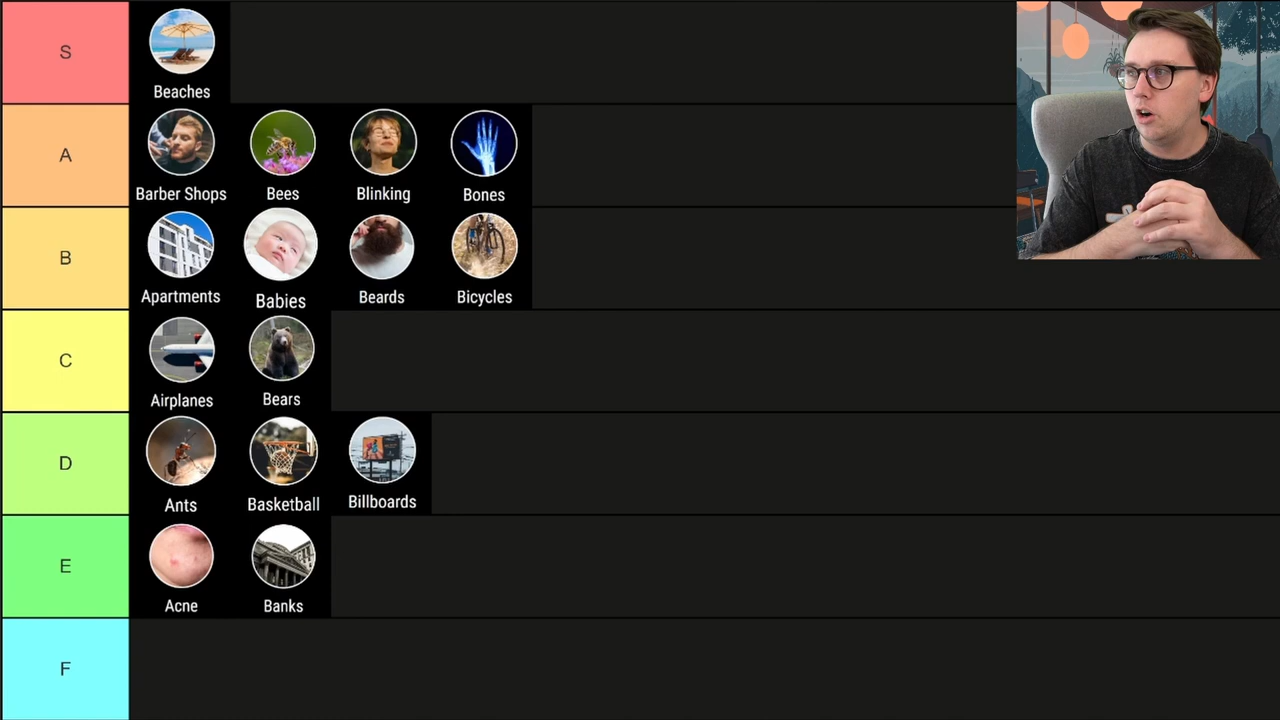 S
Beaches
A
Barber Shops Bees Blinking Bones
B
Apartments Babies Beards Bicycles
C
Airplanes Bears
D
Ants Basketball Billboards
E
Acne Banks
F